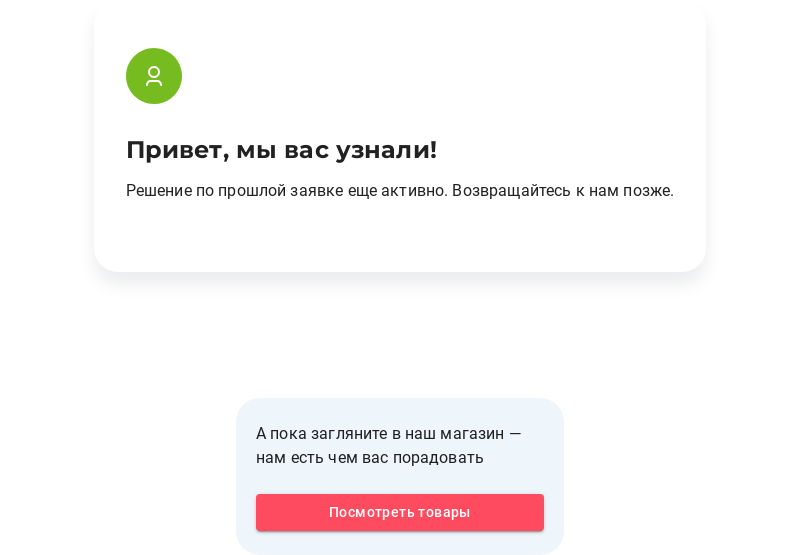 Привет, мы вас узнали!
Решение по прошлой заявке еще активно. Возвращайтесь к нам позже.
А пока загляните в наш магазин —
нам есть чем вас порадовать
Посмотреть товары